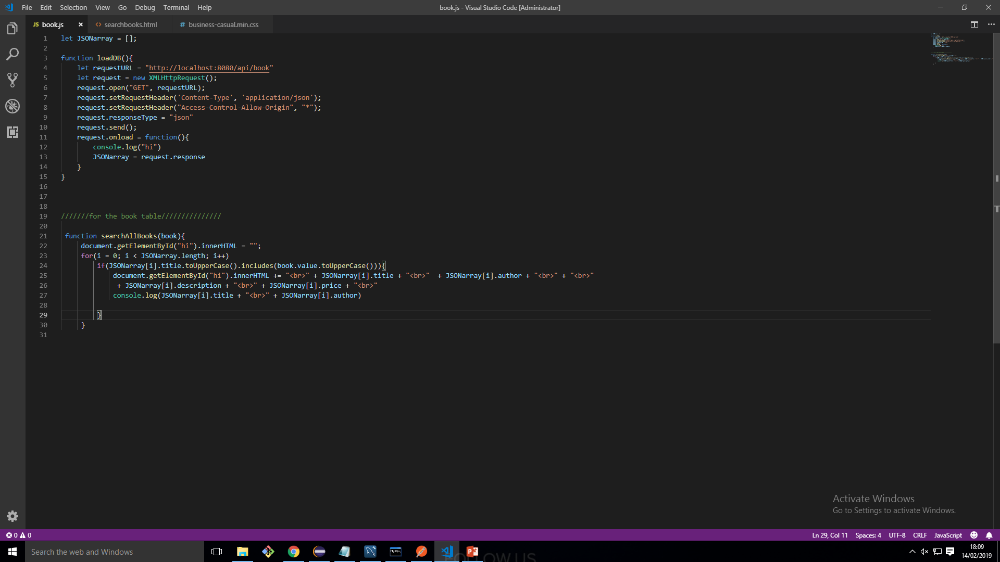 File Edit Selection View Go Debug Terminal Help
book.js - Visual Studio Code [Administrator]
JS book.js × <> searchbooks.html # business-casual.min.css
1 let JSONarray = [];
2
3 function loadDB(){
4 let requestURL = "http://localhost:8080/api/book"
5 let request = new XMLHttpRequest();
6 request.open("GET", requestURL);
7 request.setRequestHeader('Content-Type', 'application/json');
8 request.setRequestHeader("Access-Control-Allow-Origin", "*");
9 request.responseType = "json"
10 request.send();
11 request.onload = function(){
12 console.log("hi")
13 JSONarray = request.response
14 }
15 }
16
17
18
19 ///////for the book table///////////////
20
21 function searchAllBooks(book){
22 document.getElementById("hi").innerHTML = "";
23 for(i = 0; i < JSONarray.length; i++)
24 if(JSONarray[i].title.toUpperCase().includes(book.value.toUpperCase())){
25 document.getElementById("hi").innerHTML += "<br>" + JSONarray[i].title + "<br>"  + JSONarray[i].author + "<br>" + "<br>"
26 + JSONarray[i].description + "<br>" + JSONarray[i].price + "<br>"
27 console.log(JSONarray[i].title + "<br>" + JSONarray[i].author)
28
29 }
30 }
31
Activate Windows
Go to Settings to activate Windows.
0 0 Ln 29, Col 11 Spaces: 4 UTF-8 CRLF JavaScript
Search the web and Windows
MySQL
FOLLOW US
18:09
14/02/2019